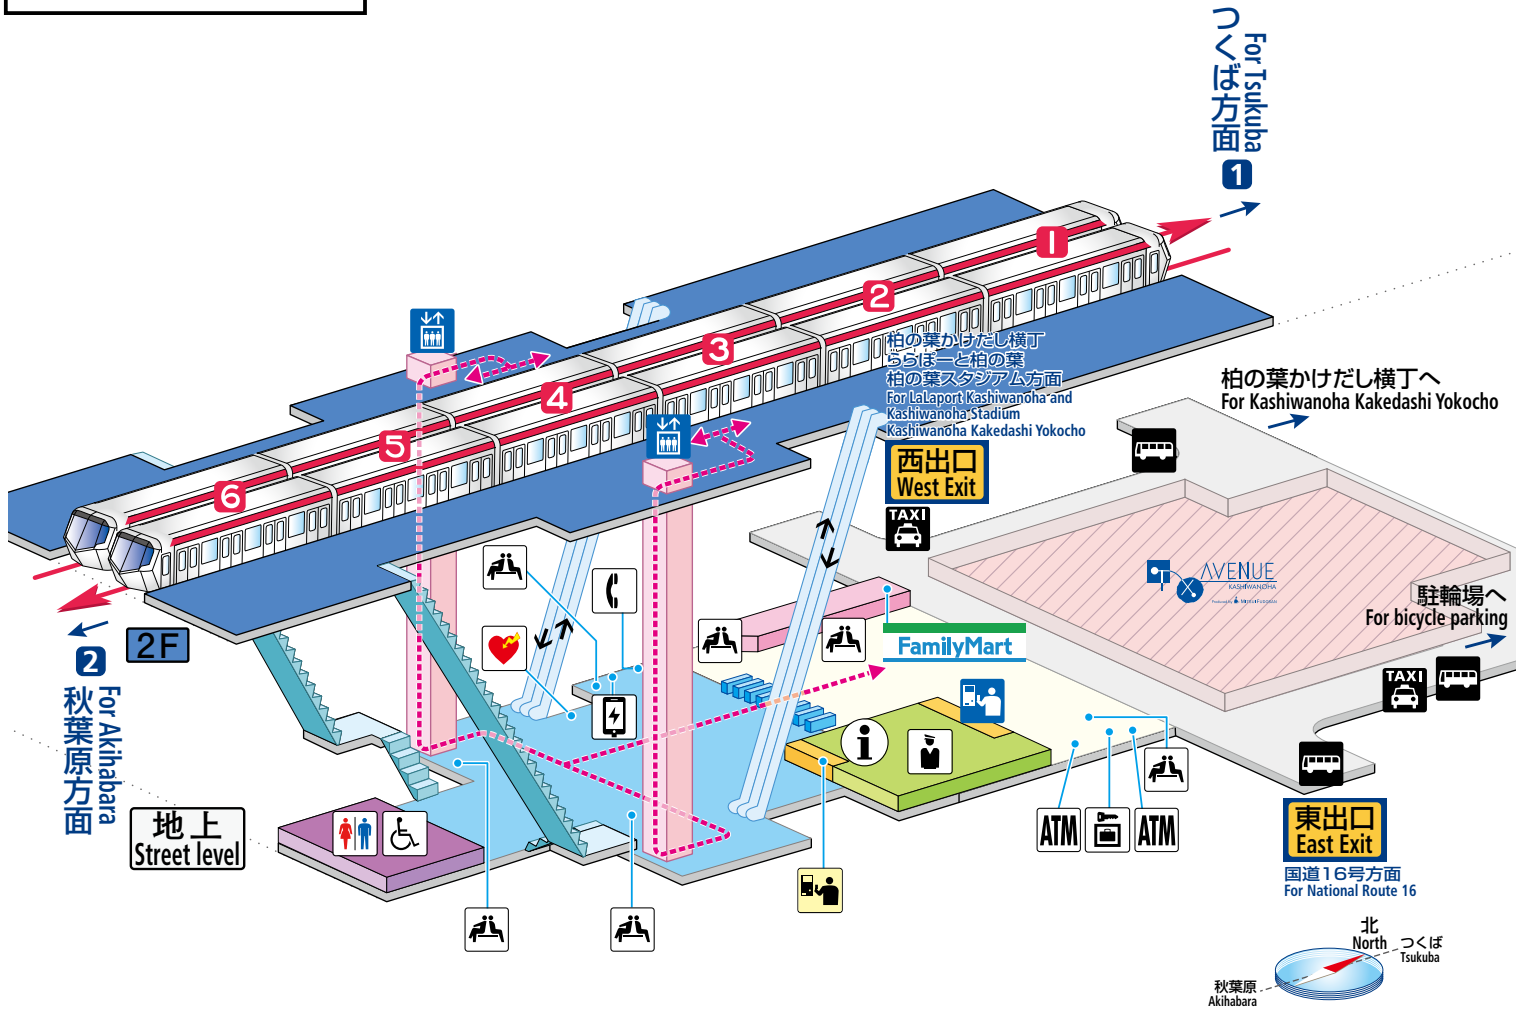 つくば方面
For Tsukuba
1
1
2
3
4
5
6
柏の葉かけだし横丁
ららぽーと柏の葉
柏の葉スタジアム方面
For LaLaport Kashiwanoha and
Kashiwanoha Stadium
Kashiwanoha Kakedashi Yokocho
西出口
West Exit
TAXI
柏の葉かけだし横丁へ
For Kashiwanoha Kakedashi Yokocho
AVENUE
KASHIWANOHA
Produced by MITSUI FUDOSAN
駐輪場へ
For bicycle parking
TAXI
2F
2
秋葉原方面
For Akihabara
FamilyMart
i
地上
Street level
ATM
ATM
東出口
East Exit
国道16号方面
For National Route 16
北
North
つくば
Tsukuba
秋葉原
Akihabara